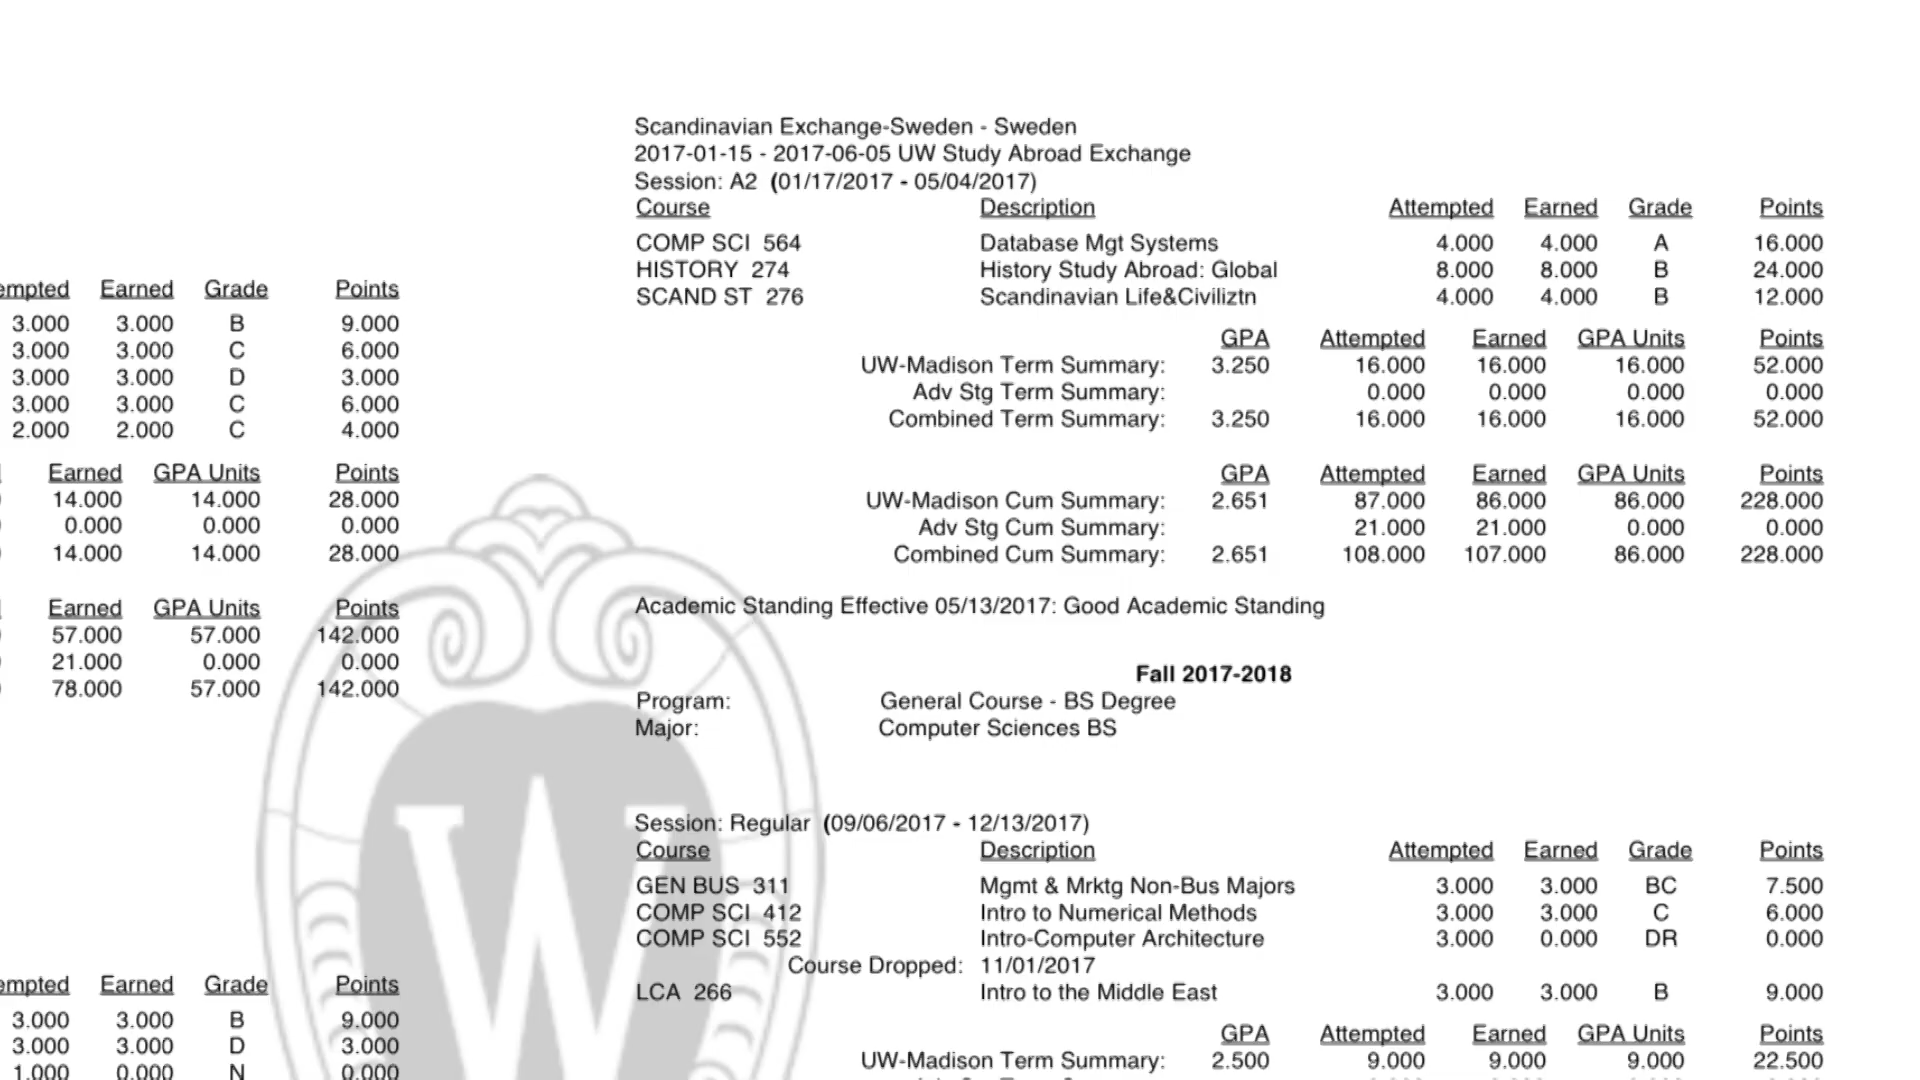 empted Earned Grade Points
3.000 3.000 B 9.000
3.000 3.000 C 6.000
3.000 3.000 D 3.000
3.000 3.000 C 6.000
2.000 2.000 C 4.000
Earned GPA Units Points
14.000 14.000 28.000
0.000 0.000 0.000
14.000 14.000 28.000
Earned GPA Units Points
57.000 57.000 142.000
21.000 0.000 0.000
78.000 57.000 142.000
empted Earned Grade Points
3.000 3.000 B 9.000
3.000 3.000 D 3.000
1.000 0.000 N 0.000
W
Scandinavian Exchange-Sweden - Sweden
2017-01-15 - 2017-06-05 UW Study Abroad Exchange
Session: A2 (01/17/2017 - 05/04/2017)
Course Description Attempted Earned Grade Points
COMP SCI 564 Database Mgt Systems 4.000 4.000 A 16.000
HISTORY 274 History Study Abroad: Global 8.000 8.000 B 24.000
SCAND ST 276 Scandinavian Life&Civiliztn 4.000 4.000 B 12.000
GPA Attempted Earned GPA Units Points
UW-Madison Term Summary: 3.250 16.000 16.000 16.000 52.000
Adv Stg Term Summary: 0.000 0.000 0.000 0.000
Combined Term Summary: 3.250 16.000 16.000 16.000 52.000
GPA Attempted Earned GPA Units Points
UW-Madison Cum Summary: 2.651 87.000 86.000 86.000 228.000
Adv Stg Cum Summary: 21.000 21.000 0.000 0.000
Combined Cum Summary: 2.651 108.000 107.000 86.000 228.000
Academic Standing Effective 05/13/2017: Good Academic Standing
Fall 2017-2018
Program: General Course - BS Degree
Major: Computer Sciences BS
Session: Regular (09/06/2017 - 12/13/2017)
Course Description Attempted Earned Grade Points
GEN BUS 311 Mgmt & Mrktg Non-Bus Majors 3.000 3.000 BC 7.500
COMP SCI 412 Intro to Numerical Methods 3.000 3.000 C 6.000
COMP SCI 552 Intro-Computer Architecture 3.000 0.000 DR 0.000
Course Dropped: 11/01/2017
LCA 266 Intro to the Middle East 3.000 3.000 B 9.000
GPA Attempted Earned GPA Units Points
UW-Madison Term Summary: 2.500 9.000 9.000 9.000 22.500